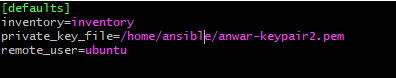 [defaults]
inventory=inventory
private_key_file=/home/ansible/anwar-keypair2.pem
remote_user=ubuntu